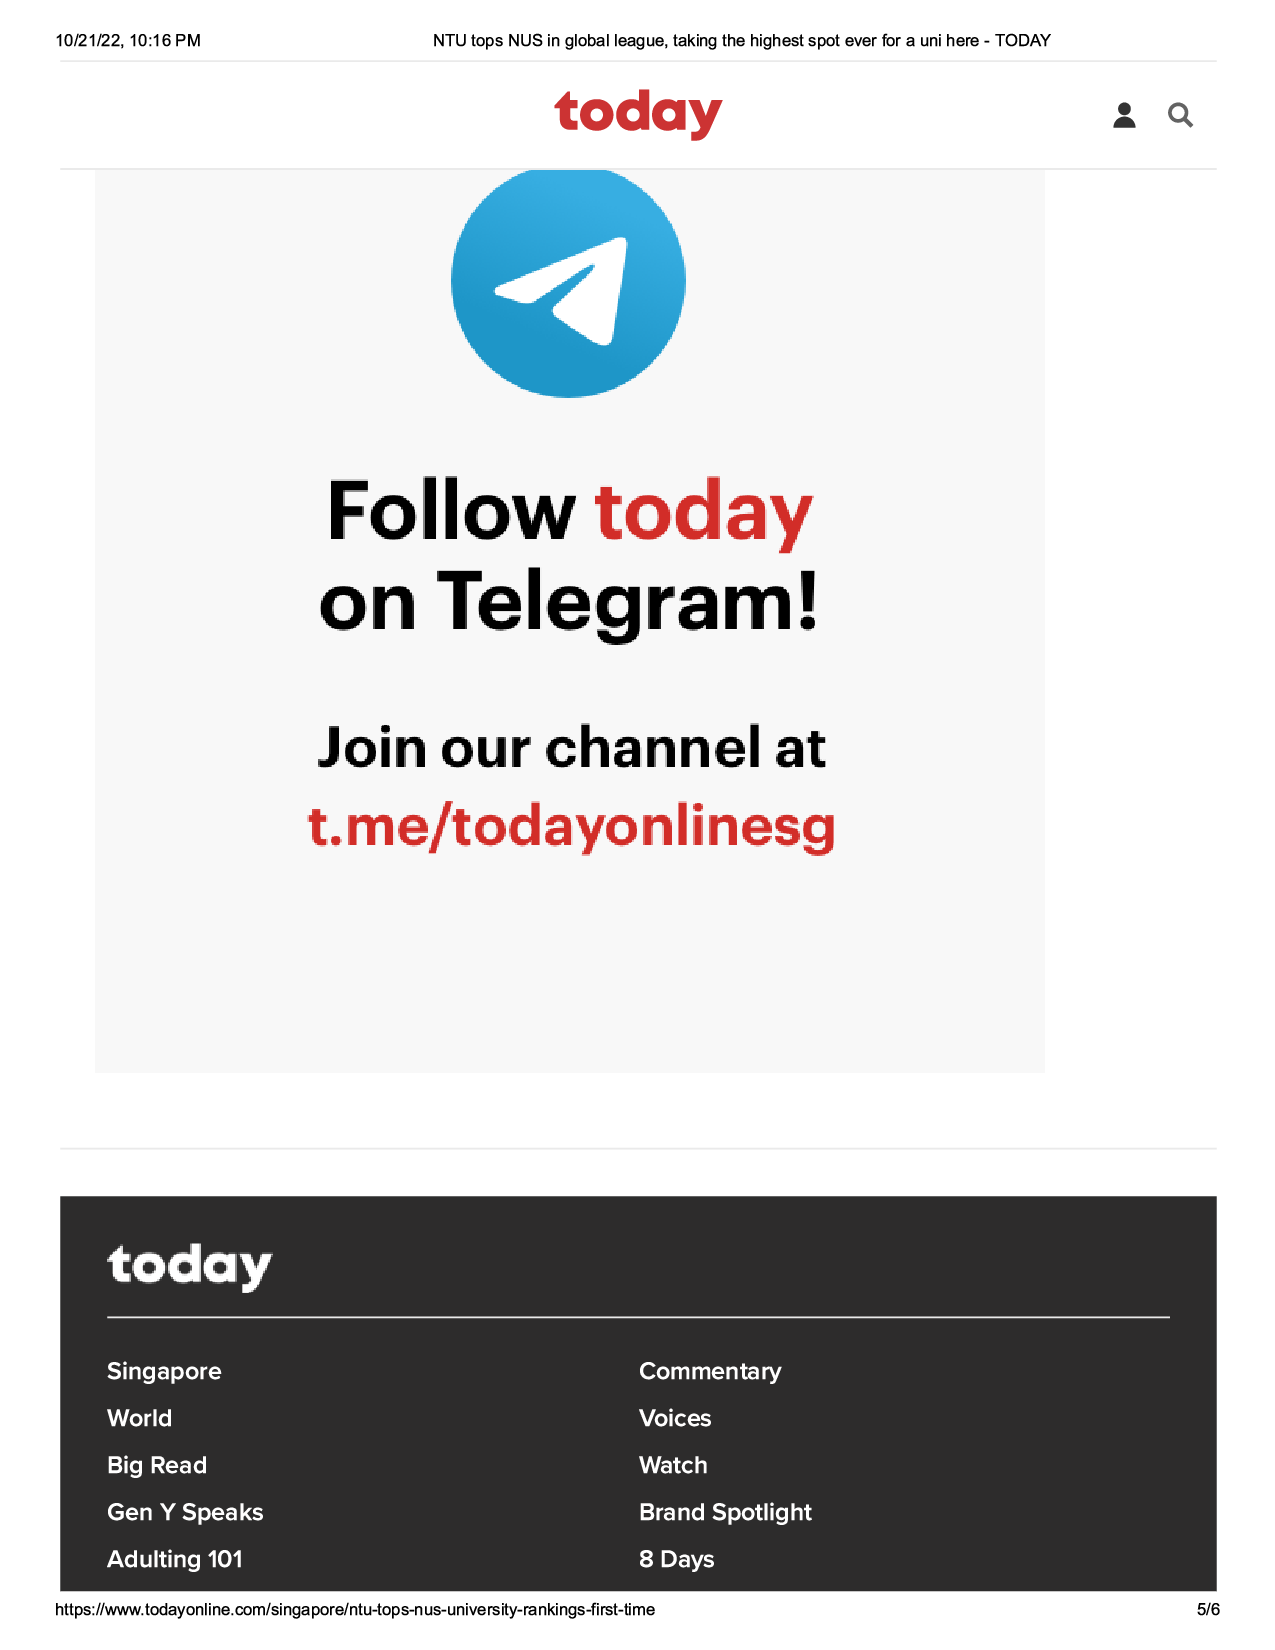 10/21/22, 10:16 PM NTU tops NUS in global league, taking the highest spot ever for a uni here - TODAY
today
Follow today
on Telegram!
Join our channel at
t.me/todayonlinesg
today
Singapore Commentary
World Voices
Big Read Watch
Gen Y Speaks Brand Spotlight
Adulting 101 8 Days
https://www.todayonline.com/singapore/ntu-tops-nus-university-rankings-first-time 5/6